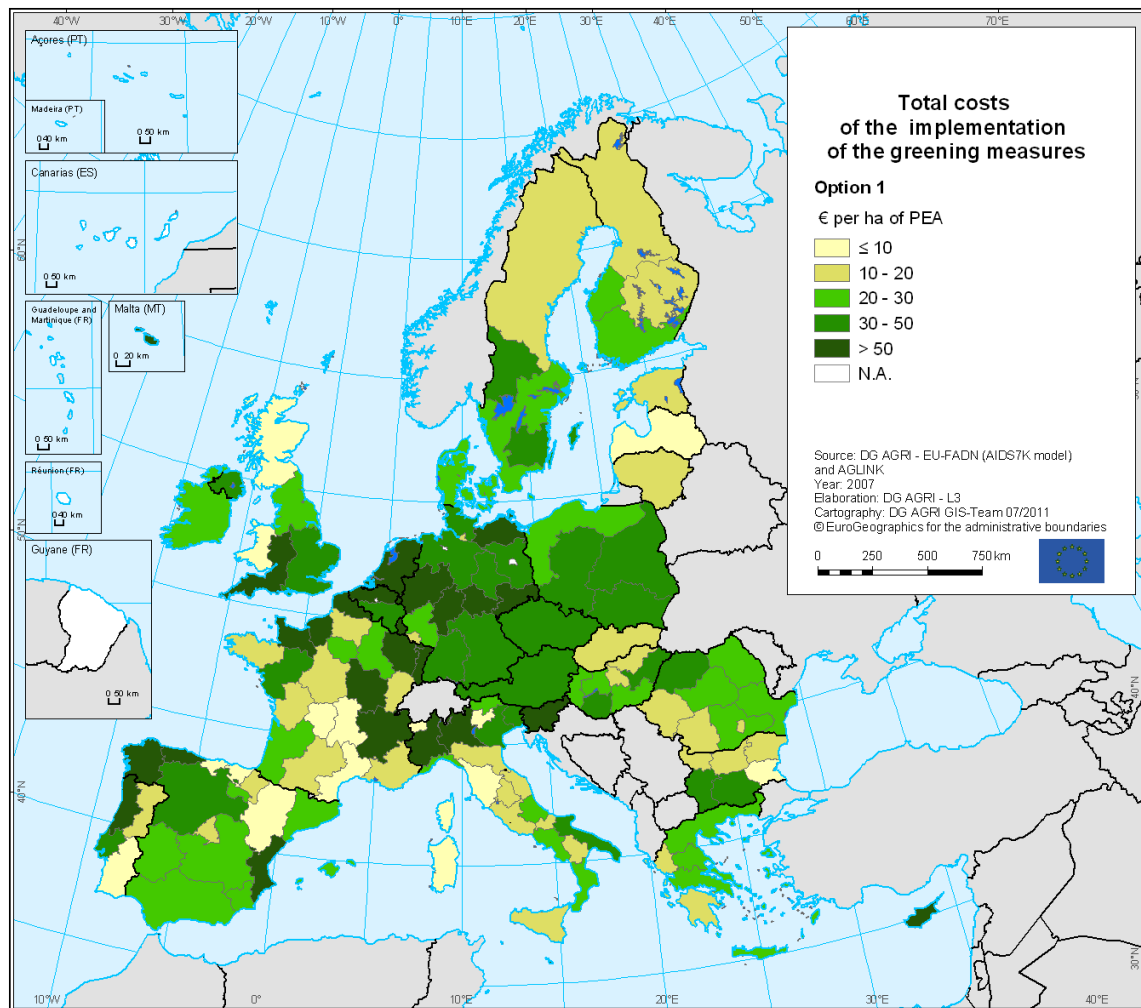 40°W
30°W
20°W
10°W
0°
10°E
20°E
30°E
40°E
50°E
60°E
70°E
Açores (PT)
Madeira (PT)
0 40 km
0 50 km
Canarias (ES)
0 50 km
60°N
Guadeloupe and
Martinique (FR)
0 50 km
Malta (MT)
0 20 km
Réunion (FR)
0 40 km
50°N
Guyane (FR)
0 50 km
40°N
Total costs
of the implementation
of the greening measures
Option 1
€ per ha of PEA
≤ 10
10 - 20
20 - 30
30 - 50
> 50
N.A.
Source: DG AGRI - EU-FADN (AIDS7K model)
and AGLINK
Year: 2007
Elaboration: DG AGRI - L3
Cartography: DG AGRI GIS-Team 07/2011
© EuroGeographics for the administrative boundaries
0 250 500 750 km
40°N
30°N
10°W
0°
10°E
20°E
30°E
40°E